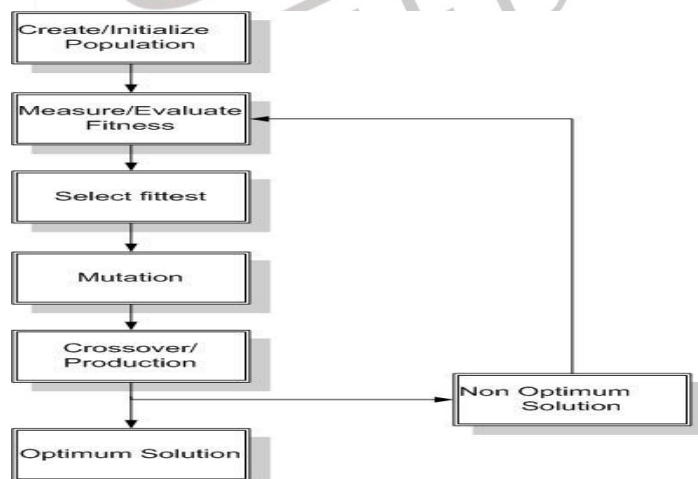 Create/Initialize
Population
Measure/Evaluate
Fitness
Select fittest
Mutation
Crossover/
Production
Non Optimum
Solution
Optimum Solution